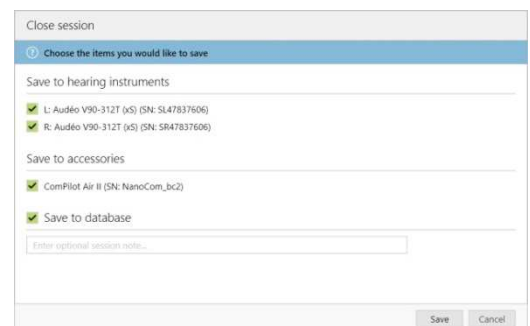 Close session
Choose the items you would like to save
Save to hearing instruments
L: Audéo V90-312T (xS) (SN: SL47837606)
R: Audéo V90-312T (xS) (SN: SR47837606)
Save to accessories
ComPilot Air II (SN: NanoCom_bc2)
Save to database
Enter optional session note...
Save Cancel